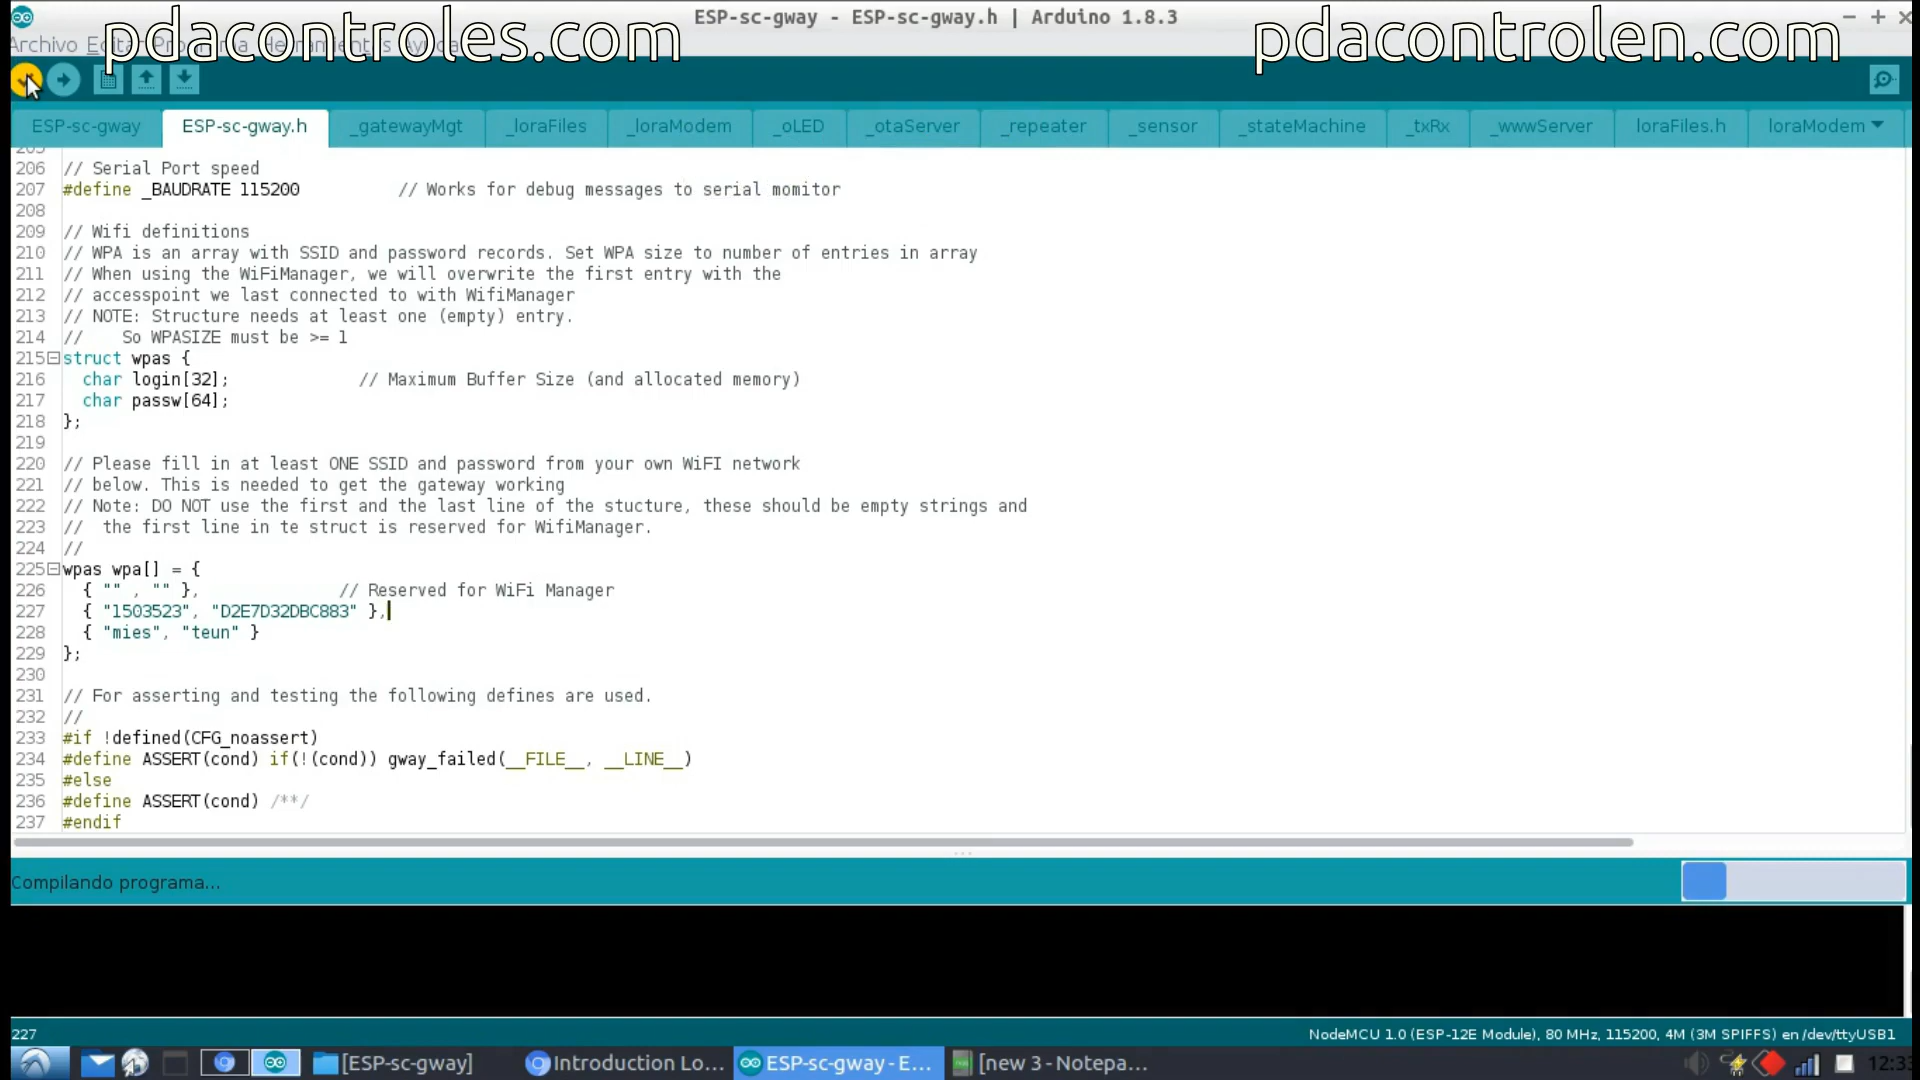 ESP-sc-gway - ESP-sc-gway.h | Arduino 1.8.3
pdacontroles.com
pdacontrolen.com
Archivo Editar Programa Herramientas Ayuda
ESP-sc-gway ESP-sc-gway.h _gatewayMgt _loraFiles _loraModem _oLED _otaServer _repeater _sensor _stateMachine _txRx _wwwServer loraFiles.h loraModem
205
206 // Serial Port speed
207 #define _BAUDRATE 115200 // Works for debug messages to serial momitor
208
209 // Wifi definitions
210 // WPA is an array with SSID and password records. Set WPA size to number of entries in array
211 // When using the WiFiManager, we will overwrite the first entry with the
212 // accesspoint we last connected to with WifiManager
213 // NOTE: Structure needs at least one (empty) entry.
214 // So WPASIZE must be >= 1
215 struct wpas {
216 char login[32]; // Maximum Buffer Size (and allocated memory)
217 char passw[64];
218 };
219
220 // Please fill in at least ONE SSID and password from your own WiFI network
221 // below. This is needed to get the gateway working
222 // Note: DO NOT use the first and the last line of the stucture, these should be empty strings and
223 // the first line in te struct is reserved for WifiManager.
224 //
225 wpas wpa[] = {
226 { "" , "" }, // Reserved for WiFi Manager
227 { "1503523", "D2E7D32DBC883" },
228 { "mies", "teun" }
229 };
230
231 // For asserting and testing the following defines are used.
232 //
233 #if !defined(CFG_noassert)
234 #define ASSERT(cond) if(!(cond)) gway_failed(__FILE__, __LINE__)
235 #else
236 #define ASSERT(cond) /**/
237 #endif
Compilando programa...
227
NodeMCU 1.0 (ESP-12E Module), 80 MHz, 115200, 4M (3M SPIFFS) en /dev/ttyUSB1
[ESP-sc-gway] Introduction Lo... ESP-sc-gway - E... [new 3 - Notepa...